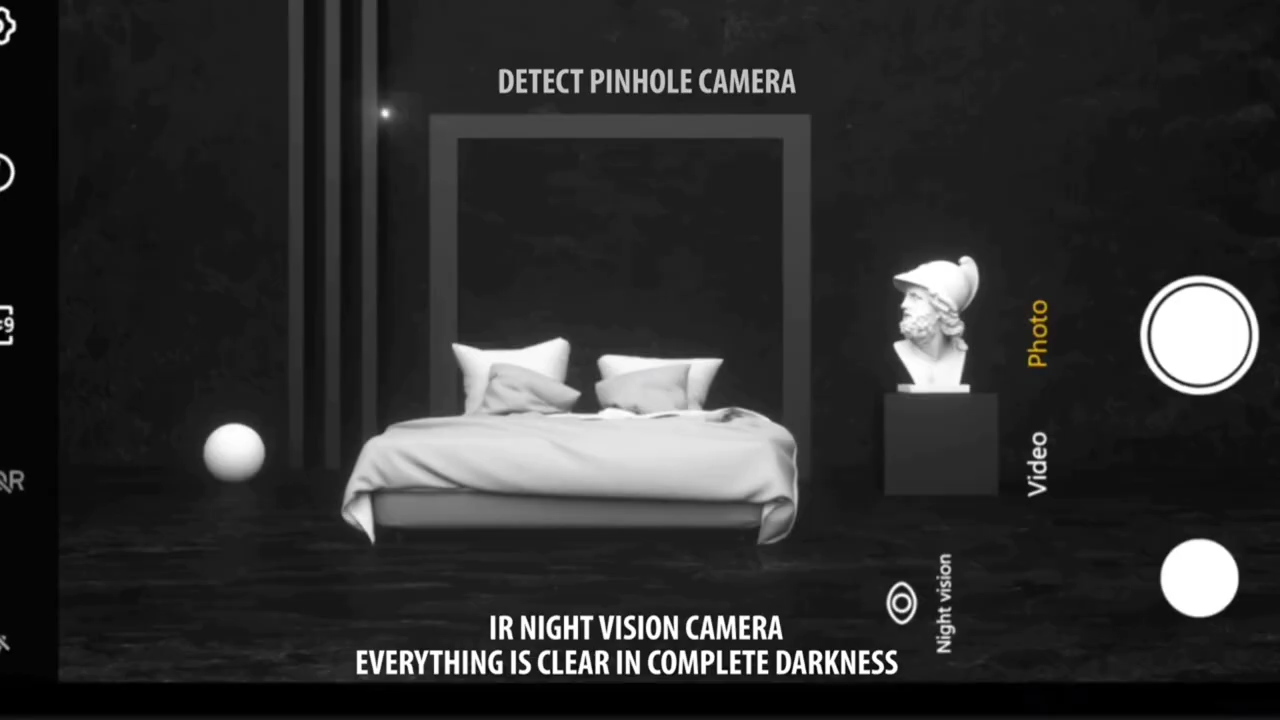 DETECT PINHOLE CAMERA
Photo
Video
Night vision
IR NIGHT VISION CAMERA
EVERYTHING IS CLEAR IN COMPLETE DARKNESS